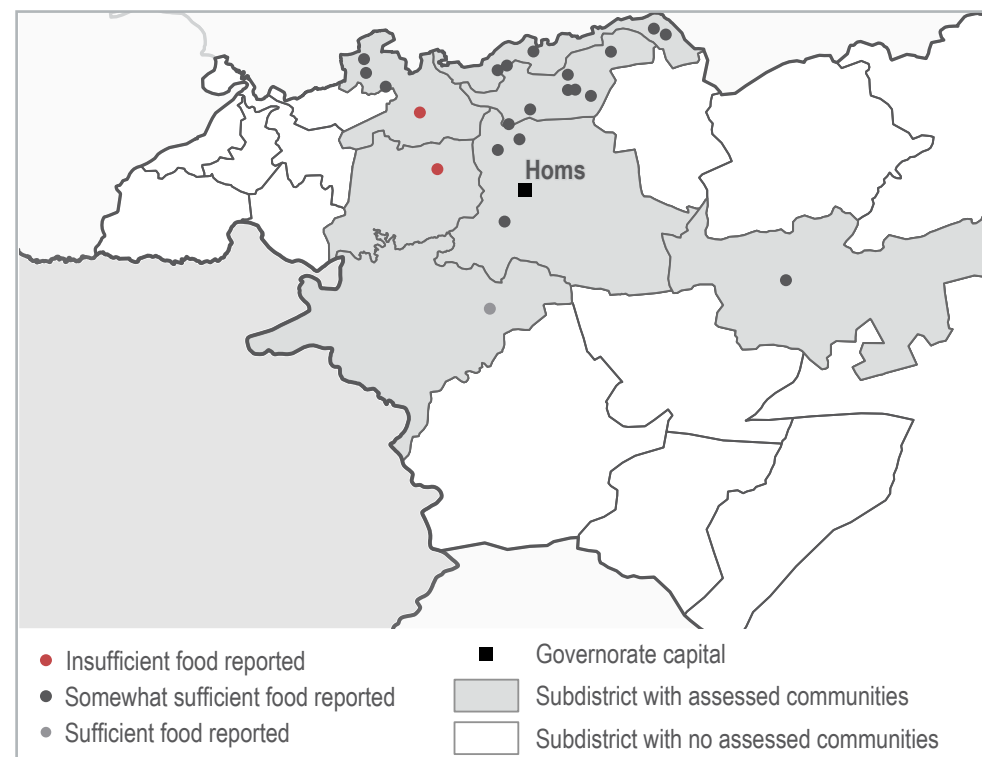 Homs
Insufficient food reported
Somewhat sufficient food reported
Sufficient food reported
Governorate capital
Subdistrict with assessed communities
Subdistrict with no assessed communities